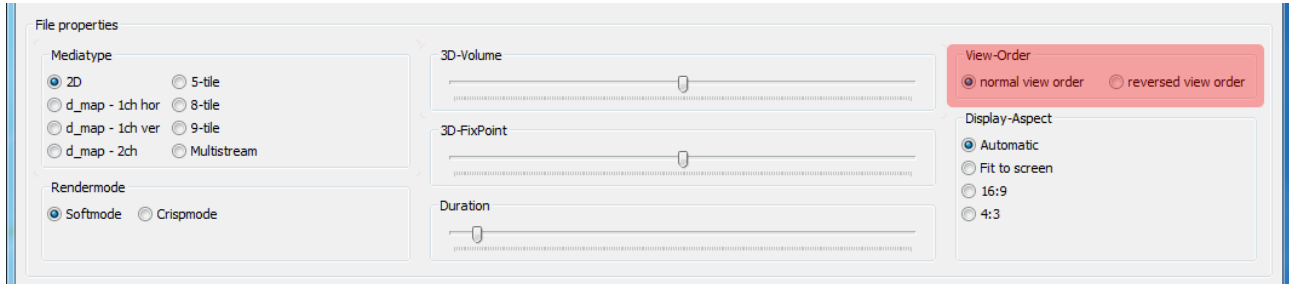 File properties
Mediatype
2D
5-tile
d_map - 1ch hor
8-tile
d_map - 1ch ver
9-tile
d_map - 2ch
Multistream
Rendermode
Softmode
Crispmode
3D-Volume
3D-FixPoint
Duration
View-Order
normal view order
reversed view order
Display-Aspect
Automatic
Fit to screen
16:9
4:3